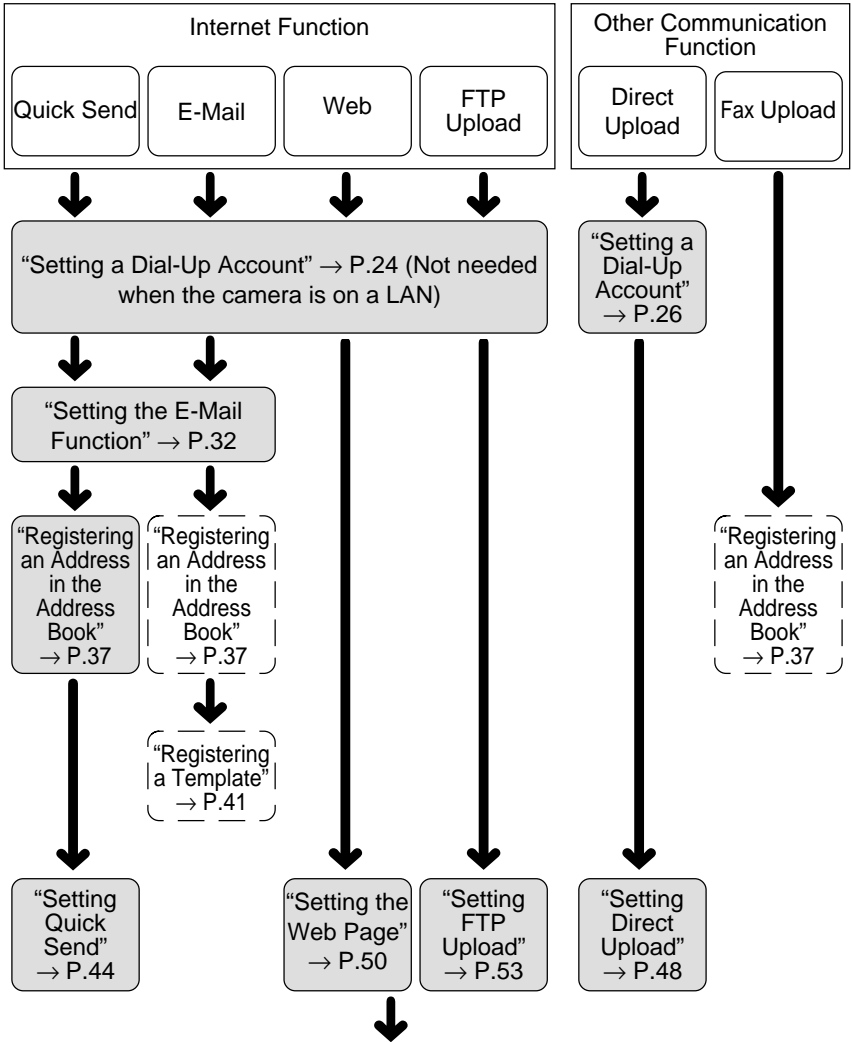 Internet Function
Other Communication
Function
Quick Send
E-Mail
Web
FTP
Upload
Direct
Upload
Fax Upload
“Setting a Dial-Up Account” → P.24 (Not needed
when the camera is on a LAN)
“Setting a
Dial-Up
Account”
→ P.26
“Setting the E-Mail
Function” → P.32
“Registering
an Address
in the
Address
Book”
→ P.37
“Registering
an Address
in the
Address
Book”
→ P.37
“Registering
an Address
in the
Address
Book”
→ P.37
“Registering
a Template”
→ P.41
“Setting
Quick
Send”
→ P.44
“Setting the
Web Page”
→ P.50
“Setting
FTP
Upload”
→ P.53
“Setting
Direct
Upload”
→ P.48